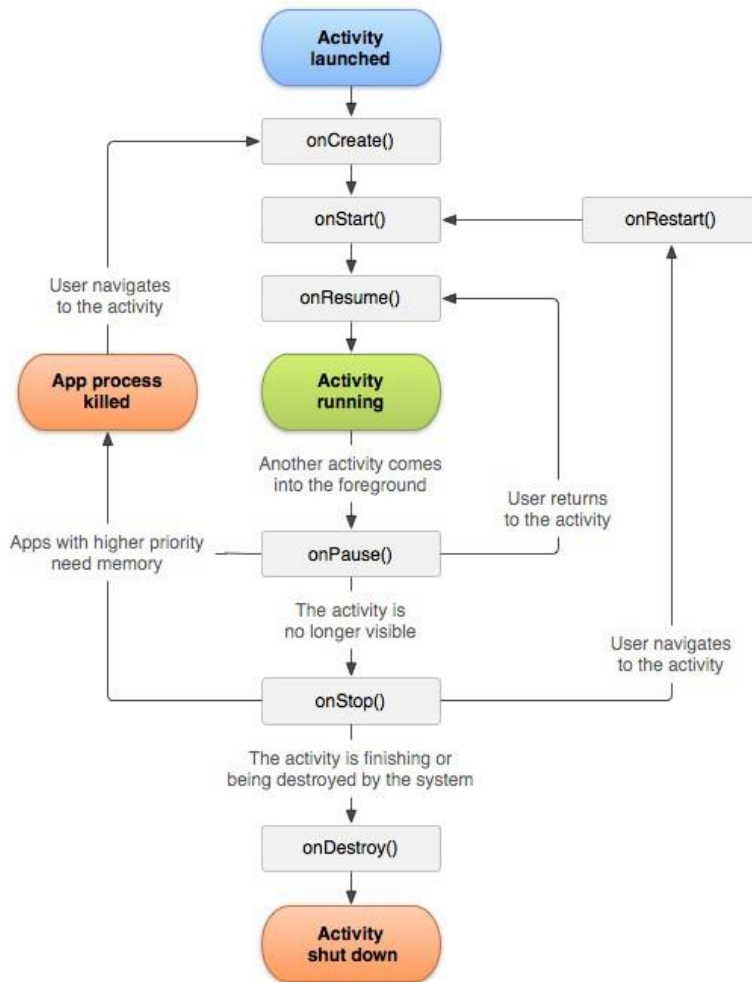 Activity
launched
onCreate()
onStart()
onRestart()
User navigates
to the activity
onResume()
App process
killed
Activity
running
Another activity comes
into the foreground
User returns
to the activity
Apps with higher priority
need memory
onPause()
The activity is
no longer visible
User navigates
to the activity
onStop()
The activity is finishing or
being destroyed by the system
onDestroy()
Activity
shut down